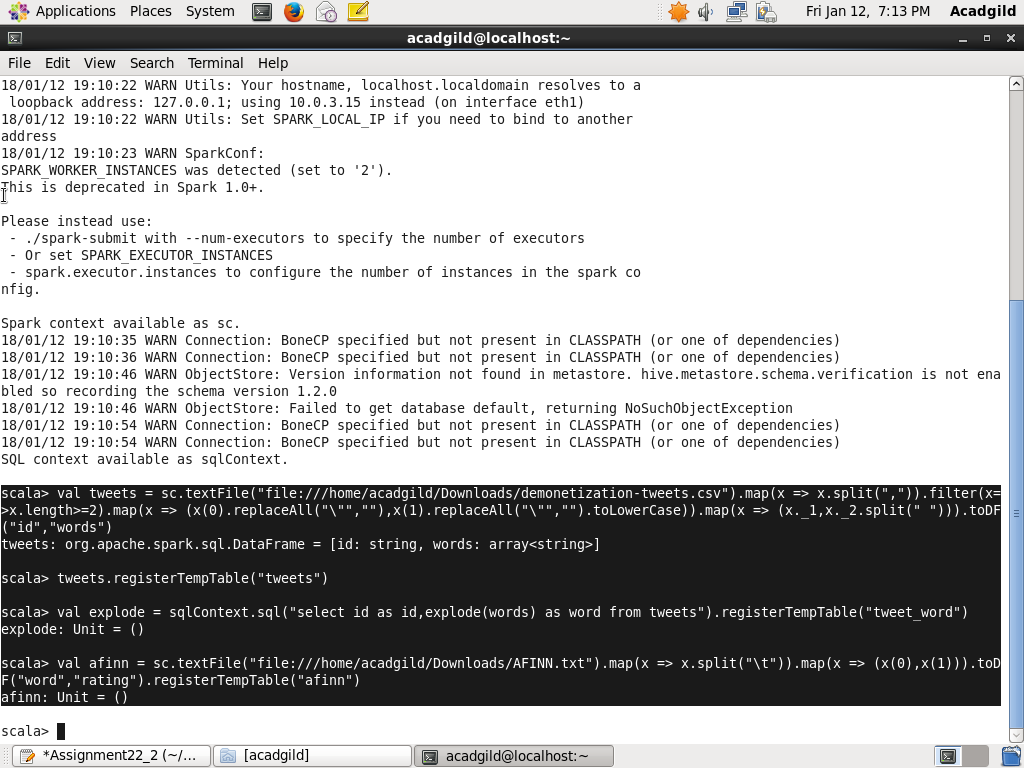 Applications Places System Fri Jan 12, 7:13 PM Acadgild
acadgild@localhost:~
File Edit View Search Terminal Help
18/01/12 19:10:22 WARN Utils: Your hostname, localhost.localdomain resolves to a
 loopback address: 127.0.0.1; using 10.0.3.15 instead (on interface eth1)
18/01/12 19:10:22 WARN Utils: Set SPARK_LOCAL_IP if you need to bind to another
address
18/01/12 19:10:23 WARN SparkConf:
SPARK_WORKER_INSTANCES was detected (set to '2').
This is deprecated in Spark 1.0+.
Please instead use:
 - ./spark-submit with --num-executors to specify the number of executors
 - Or set SPARK_EXECUTOR_INSTANCES
 - spark.executor.instances to configure the number of instances in the spark co
nfig.
Spark context available as sc.
18/01/12 19:10:35 WARN Connection: BoneCP specified but not present in CLASSPATH (or one of dependencies)
18/01/12 19:10:36 WARN Connection: BoneCP specified but not present in CLASSPATH (or one of dependencies)
18/01/12 19:10:46 WARN ObjectStore: Version information not found in metastore. hive.metastore.schema.verification is not ena
bled so recording the schema version 1.2.0
18/01/12 19:10:46 WARN ObjectStore: Failed to get database default, returning NoSuchObjectException
18/01/12 19:10:54 WARN Connection: BoneCP specified but not present in CLASSPATH (or one of dependencies)
18/01/12 19:10:54 WARN Connection: BoneCP specified but not present in CLASSPATH (or one of dependencies)
SQL context available as sqlContext.
scala> val tweets = sc.textFile("file:///home/acadgild/Downloads/demonetization-tweets.csv").map(x => x.split(",")).filter(x=
>x.length>=2).map(x => (x(0).replaceAll("\"",""),x(1).replaceAll("\"","").toLowerCase)).map(x => (x._1,x._2.split(" "))).toDF
("id","words")
tweets: org.apache.spark.sql.DataFrame = [id: string, words: array<string>]
scala> tweets.registerTempTable("tweets")
scala> val explode = sqlContext.sql("select id as id,explode(words) as word from tweets").registerTempTable("tweet_word")
explode: Unit = ()
scala> val afinn = sc.textFile("file:///home/acadgild/Downloads/AFINN.txt").map(x => x.split("\t")).map(x => (x(0),x(1))).toD
F("word","rating").registerTempTable("afinn")
afinn: Unit = ()
scala>
*Assignment22_2 (~/... [acadgild] acadgild@localhost:~